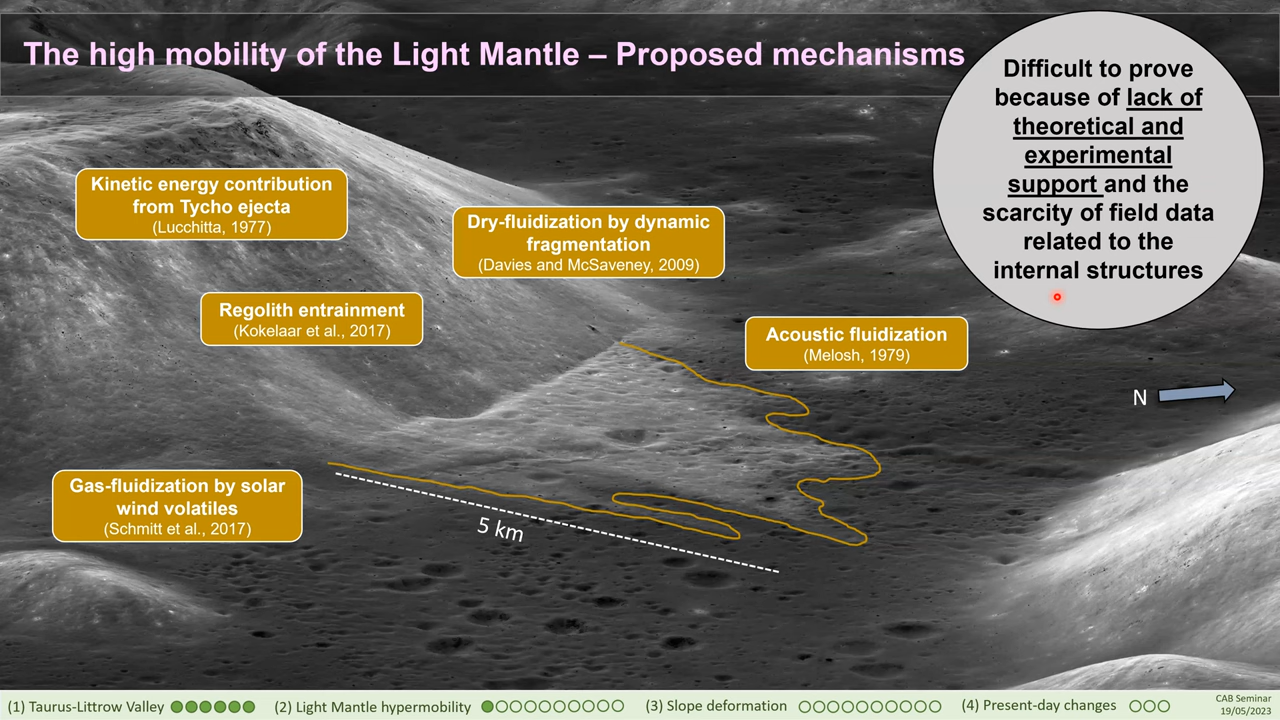 The high mobility of the Light Mantle – Proposed mechanisms
Difficult to prove
because of lack of
theoretical and
experimental
support and the
scarcity of field data
related to the
internal structures
Kinetic energy contribution
from Tycho ejecta
(Lucchitta, 1977)
Dry-fluidization by dynamic
fragmentation
(Davies and McSaveney, 2009)
Regolith entrainment
(Kokelaar et al., 2017)
Acoustic fluidization
(Melosh, 1979)
N
Gas-fluidization by solar
wind volatiles
(Schmitt et al., 2017)
5 km
(1) Taurus-Littrow Valley
(2) Light Mantle hypermobility
(3) Slope deformation
(4) Present-day changes
CAB Seminar
19/05/2023